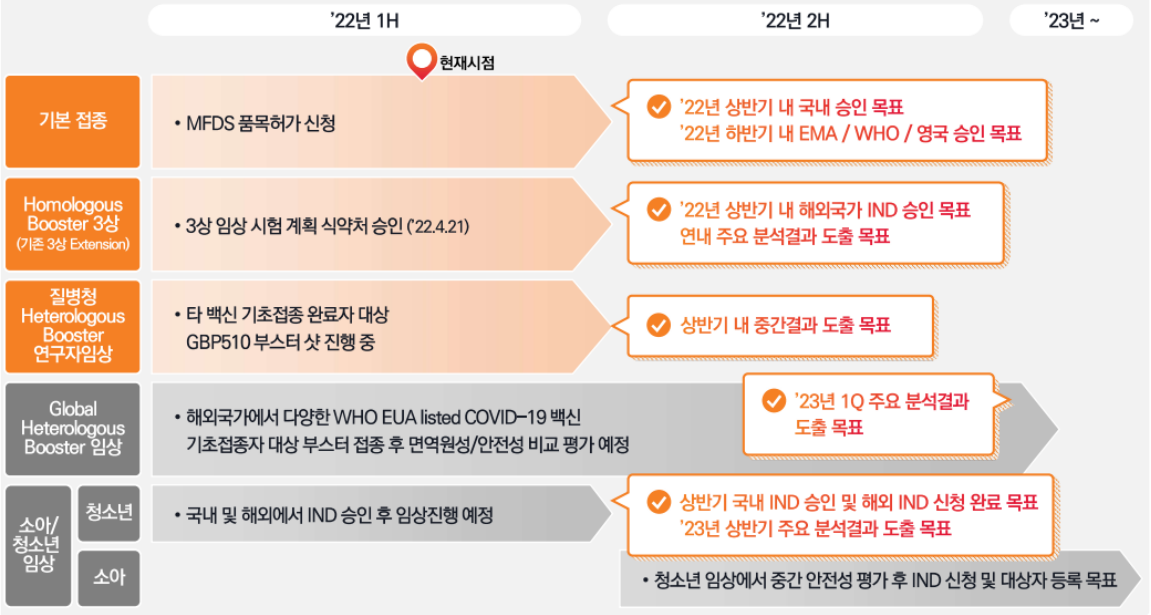 '22년 1H
'22년 2H
'23년 ~
현재시점
기본 접종
• MFDS 품목허가 신청
'22년 상반기 내 국내 승인 목표
'22년 하반기 내 EMA / WHO / 영국 승인 목표
Homologous
Booster 3상
(기존 3상 Extension)
• 3상 임상 시험 계획 식약처 승인 ('22.4.21)
'22년 상반기 내 해외국가 IND 승인 목표
연내 주요 분석결과 도출 목표
질병청
Heterologous
Booster
연구자임상
• 타 백신 기초접종 완료자 대상
GBP510 부스터 샷 진행 중
상반기 내 중간결과 도출 목표
Global
Heterologous
Booster 임상
• 해외국가에서 다양한 WHO EUA listed COVID-19 백신
기초접종자 대상 부스터 접종 후 면역원성/안전성 비교 평가 예정
'23년 1Q 주요 분석결과
도출 목표
소아/
청소년
임상
청소년
• 국내 및 해외에서 IND 승인 후 임상진행 예정
상반기 국내 IND 승인 및 해외 IND 신청 완료 목표
'23년 상반기 주요 분석결과 도출 목표
소아
• 청소년 임상에서 중간 안전성 평가 후 IND 신청 및 대상자 등록 목표